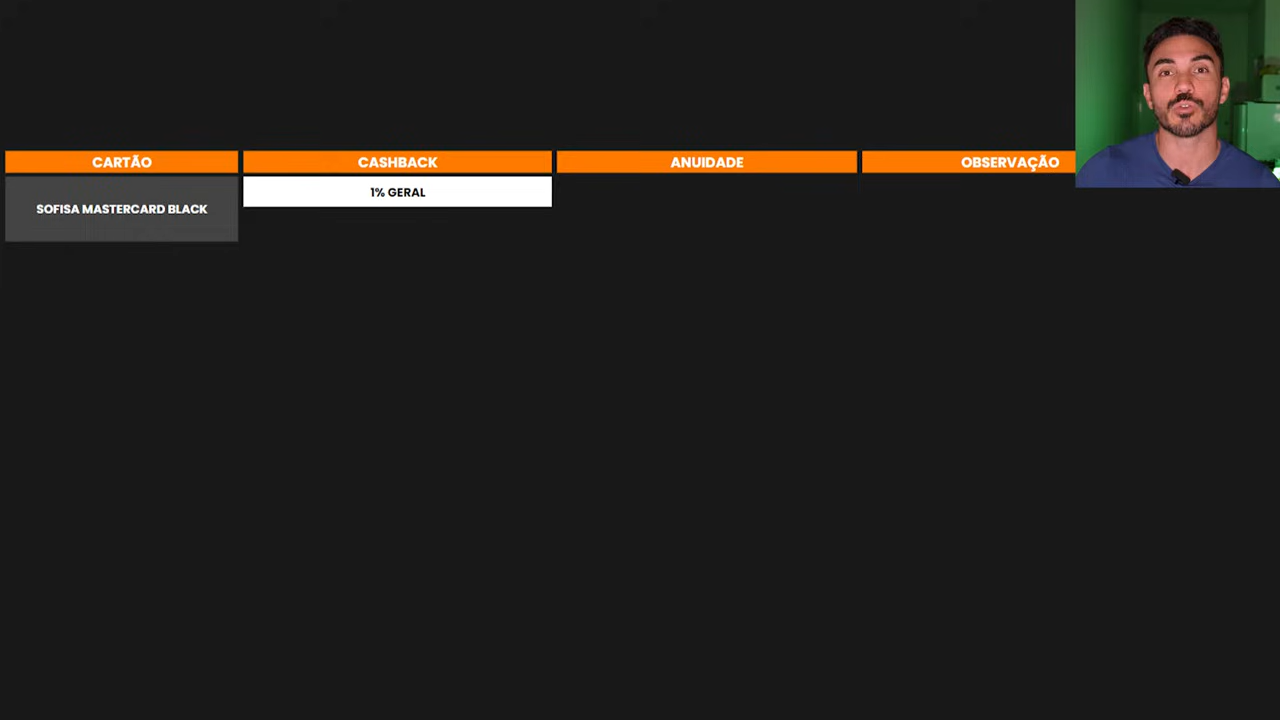 CARTÃO
CASHBACK
ANUIDADE
OBSERVAÇÃO
SOFISA MASTERCARD BLACK
1% GERAL